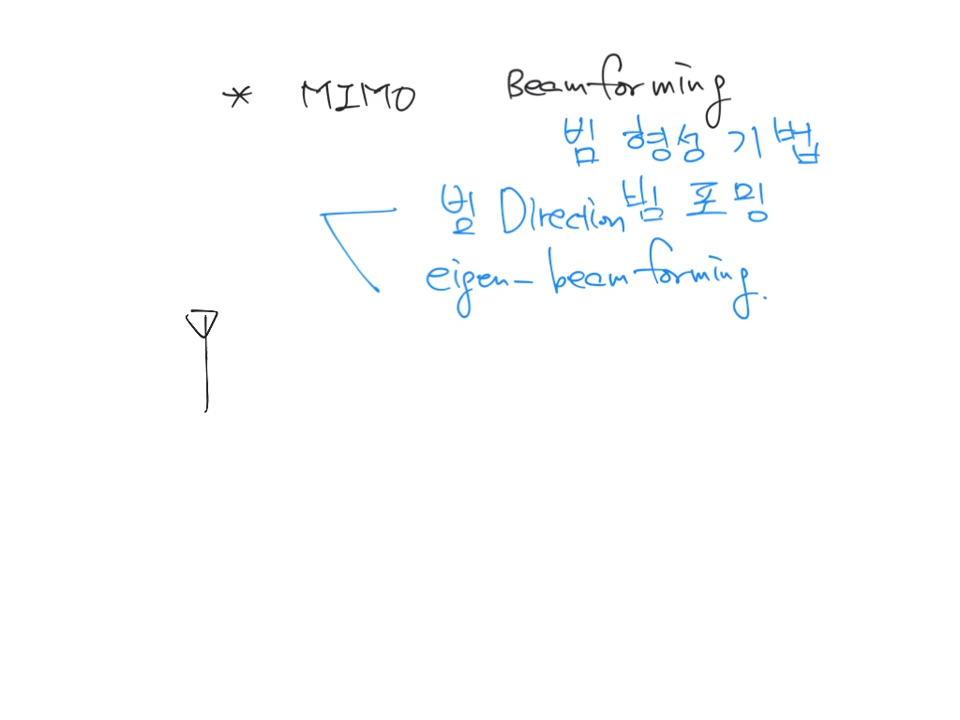 * MIMO Beamforming
빔 형성 기법
빔 Direction 빔 포밍
eigen-beamforming.